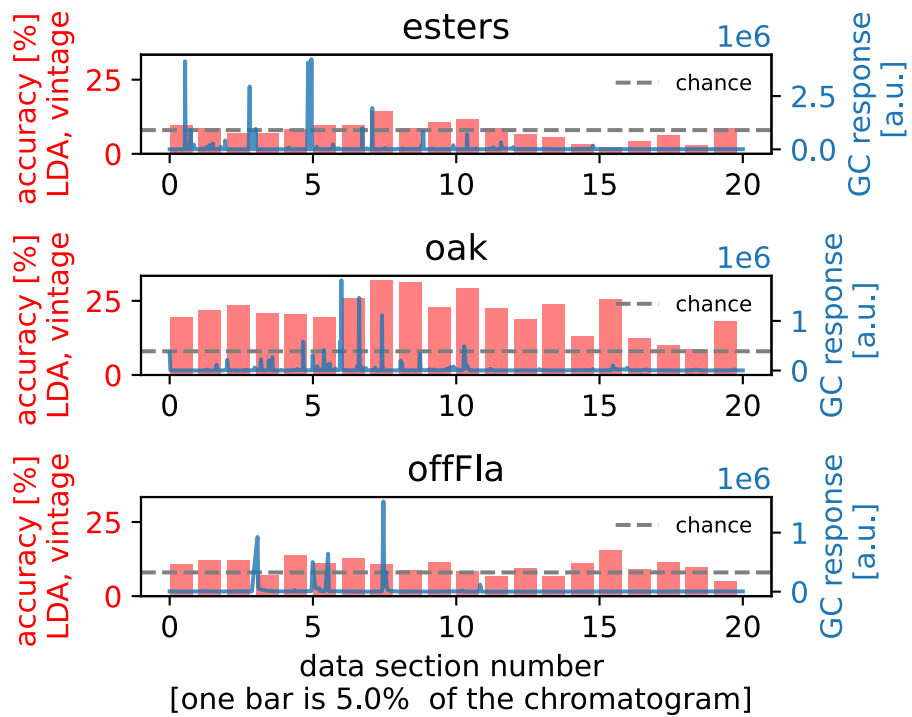 esters
1e6
accuracy [%]
LDA, vintage
25
0
chance
2.5
0.0
GC response
[a.u.]
0 5 10 15 20
oak
1e6
accuracy [%]
LDA, vintage
25
0
chance
1
0
GC response
[a.u.]
0 5 10 15 20
offFla
1e6
accuracy [%]
LDA, vintage
25
0
chance
1
0
GC response
[a.u.]
0 5 10 15 20
data section number
[one bar is 5.0% of the chromatogram]